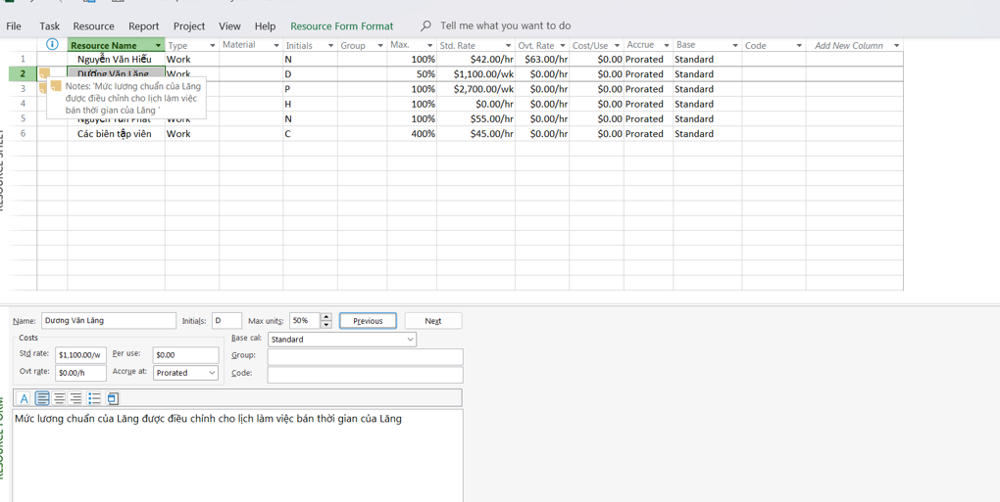 File Task Resource Report Project View Help Resource Form Format Tell me what you want to do
Resource Name Type Material Initials Group Max. Std. Rate Ovt. Rate Cost/Use Accrue Base Code Add New Column
1 Nguyễn Văn Hiếu Work N 100% $42.00/hr $63.00/hr $0.00 Prorated Standard
2 Dương Văn Lăng Work D 50% $1,100.00/wk $0.00/hr $0.00 Prorated Standard
3 P 100% $2,700.00/wk $0.00/hr $0.00 Prorated Standard
4 H 100% $0.00/hr $0.00/hr $0.00 Prorated Standard
5 Nguyễn Tấn Phát Work N 100% $55.00/hr $0.00/hr $0.00 Prorated Standard
6 Các biên tập viên Work C 400% $45.00/hr $0.00/hr $0.00 Prorated Standard
Notes: 'Mức lương chuẩn của Lăng
được điều chỉnh cho lịch làm việc
bán thời gian của Lăng '
Name: Dương Văn Lăng Initials: D Max units: 50% Previous Next
Costs
Base cal: Standard
Std rate: $1,100.00/w Per use: $0.00
Group:
Ovt rate: $0.00/h Accrue at: Prorated
Code:
A
Mức lương chuẩn của Lăng được điều chỉnh cho lịch làm việc bán thời gian của Lăng